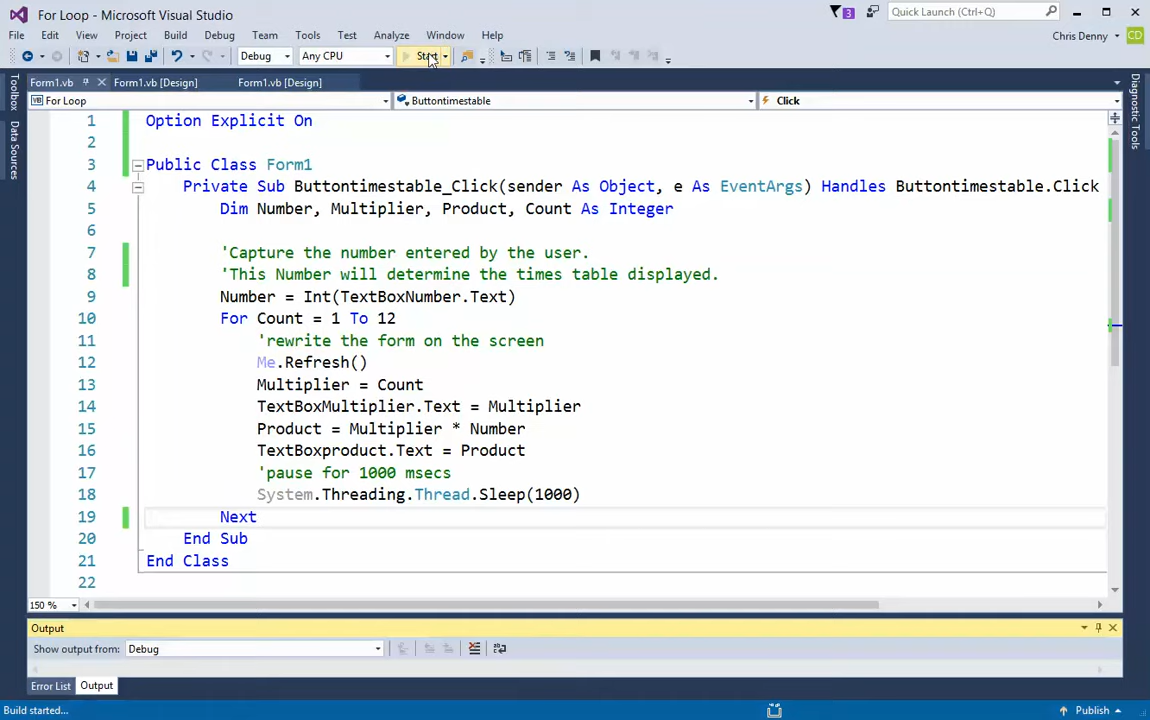 For Loop - Microsoft Visual Studio
3
Quick Launch (Ctrl+Q)
File Edit View Project Build Debug Team Tools Test Analyze Window Help
Chris Denny
CD
Debug Any CPU Start
Form1.vb Form1.vb [Design] Form1.vb [Design]
VB For Loop Buttontimestable Click
Toolbox
Data Sources
Diagnostic Tools
1 Option Explicit On
2
3 Public Class Form1
4 Private Sub Buttontimestable_Click(sender As Object, e As EventArgs) Handles Buttontimestable.Click
5 Dim Number, Multiplier, Product, Count As Integer
6
7 'Capture the number entered by the user.
8 'This Number will determine the times table displayed.
9 Number = Int(TextBoxNumber.Text)
10 For Count = 1 To 12
11 'rewrite the form on the screen
12 Me.Refresh()
13 Multiplier = Count
14 TextBoxMultiplier.Text = Multiplier
15 Product = Multiplier * Number
16 TextBoxproduct.Text = Product
17 'pause for 1000 msecs
18 System.Threading.Thread.Sleep(1000)
19 Next
20 End Sub
21 End Class
22
150 %
Output
Show output from: Debug
Error List Output
Build started...
Publish